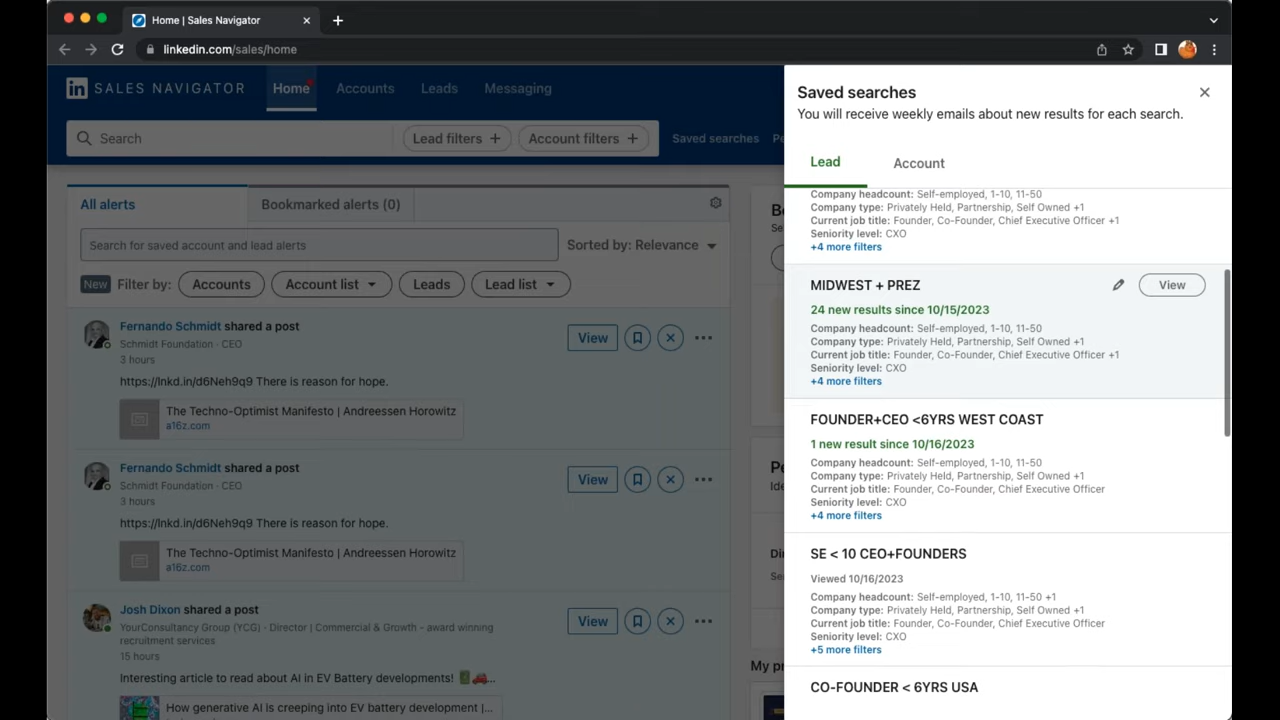 Home | Sales Navigator
linkedin.com/sales/home
in SALES NAVIGATOR
Home
Accounts
Leads
Messaging
Search
Lead filters +
Account filters +
Saved searches
Pe
All alerts
Bookmarked alerts (0)
Search for saved account and lead alerts
Sorted by: Relevance
New Filter by:
Accounts
Account list
Leads
Lead list
Fernando Schmidt shared a post
Schmidt Foundation - CEO
3 hours
https://lnkd.in/d6Neh9q9 There is reason for hope.
The Techno-Optimist Manifesto | Andreessen Horowitz
a16z.com
View
Fernando Schmidt shared a post
Schmidt Foundation - CEO
3 hours
https://lnkd.in/d6Neh9q9 There is reason for hope.
The Techno-Optimist Manifesto | Andreessen Horowitz
a16z.com
View
Josh Dixon shared a post
YourConsultancy Group (YCG) - Director | Commercial & Growth - award winning
recruitment services
15 hours
Interesting article to read about AI in EV Battery developments! 🔋🚗...
How generative AI is creeping into EV battery development |...
View
Se
Pe
Ide
My pr
Saved searches
You will receive weekly emails about new results for each search.
Lead
Account
Company headcount: Self-employed, 1-10, 11-50
Company type: Privately Held, Partnership, Self Owned +1
Current job title: Founder, Co-Founder, Chief Executive Officer +1
Seniority level: CXO
+4 more filters
MIDWEST + PREZ
View
24 new results since 10/15/2023
Company headcount: Self-employed, 1-10, 11-50
Company type: Privately Held, Partnership, Self Owned +1
Current job title: Founder, Co-Founder, Chief Executive Officer +1
Seniority level: CXO
+4 more filters
FOUNDER+CEO <6YRS WEST COAST
1 new result since 10/16/2023
Company headcount: Self-employed, 1-10, 11-50
Company type: Privately Held, Partnership, Self Owned +1
Current job title: Founder, Co-Founder, Chief Executive Officer
Seniority level: CXO
+4 more filters
SE < 10 CEO+FOUNDERS
Viewed 10/16/2023
Company headcount: Self-employed, 1-10, 11-50 +1
Company type: Privately Held, Partnership, Self Owned +1
Current job title: Founder, Co-Founder, Chief Executive Officer
Seniority level: CXO
+5 more filters
CO-FOUNDER < 6YRS USA